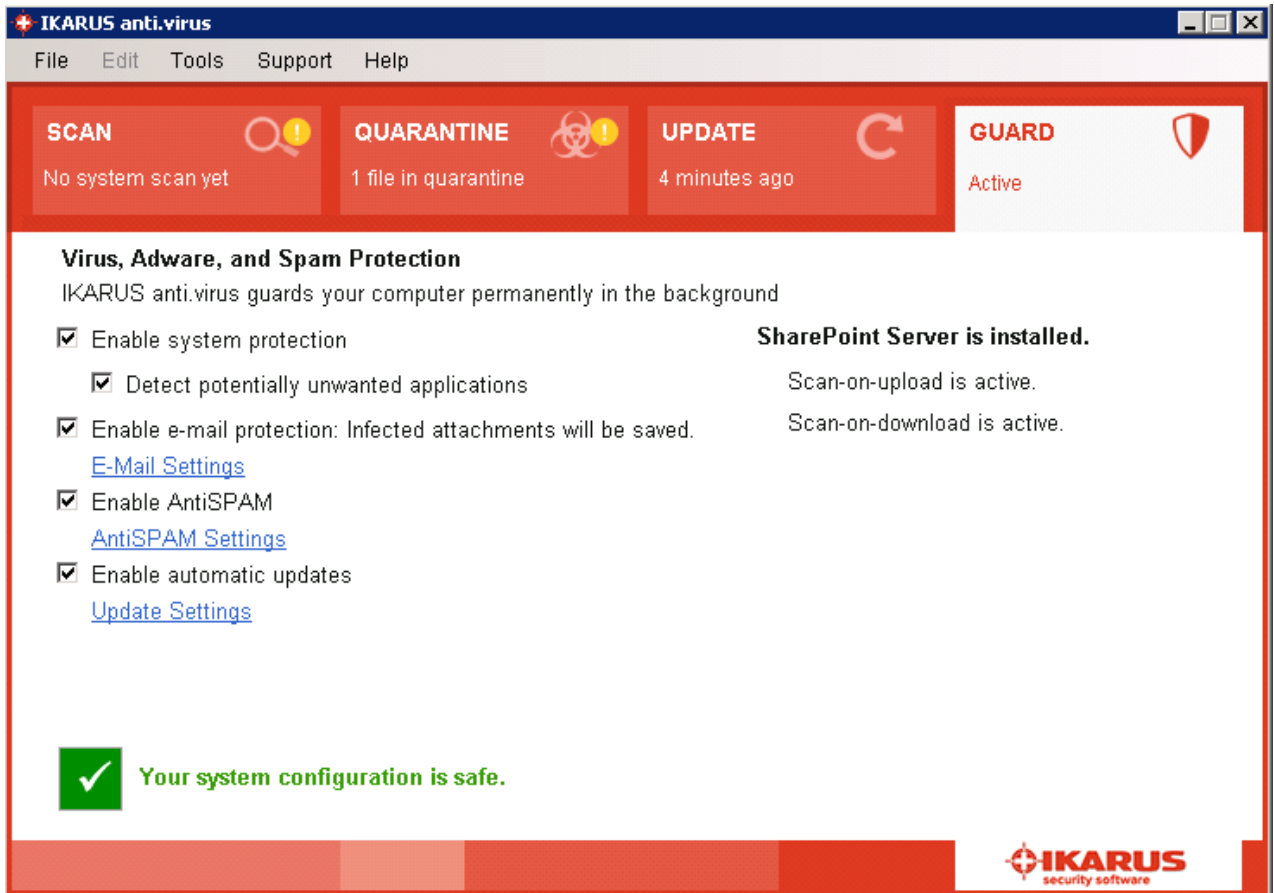 IKARUS anti.virus
File Edit Tools Support Help
SCAN
No system scan yet
QUARANTINE
1 file in quarantine
UPDATE
4 minutes ago
GUARD
Active
Virus, Adware, and Spam Protection
IKARUS anti.virus guards your computer permanently in the background
Enable system protection
Detect potentially unwanted applications
Enable e-mail protection: Infected attachments will be saved.
E-Mail Settings
Enable AntiSPAM
AntiSPAM Settings
Enable automatic updates
Update Settings
SharePoint Server is installed.
Scan-on-upload is active.
Scan-on-download is active.
Your system configuration is safe.
IKARUS
security software